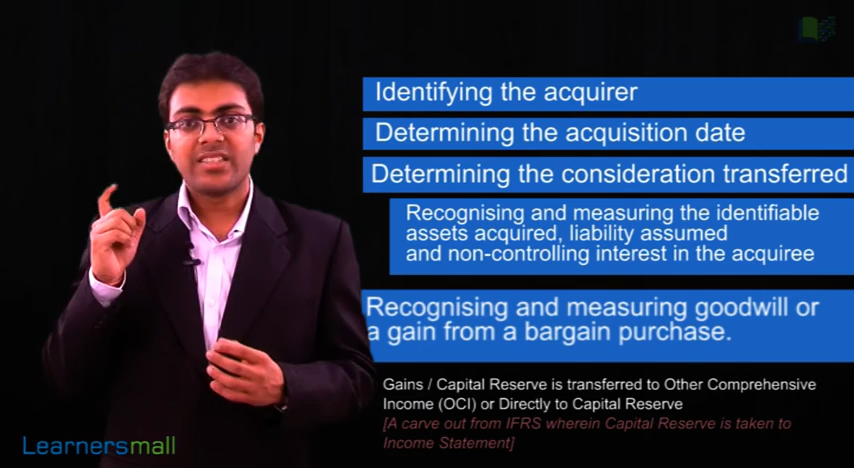 Identifying the acquirer
Determining the acquisition date
Determining the consideration transferred
Recognising and measuring the identifiable
assets acquired, liability assumed
and non-controlling interest in the acquiree
Recognising and measuring goodwill or
a gain from a bargain purchase.
Gains / Capital Reserve is transferred to Other Comprehensive
Income (OCI) or Directly to Capital Reserve
[A carve out from IFRS wherein Capital Reserve is taken to
Income Statement]
Learnersmall